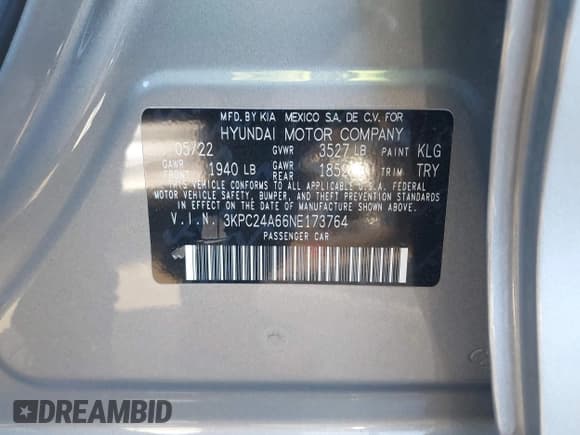 MFD. BY KIA MEXICO S.A. DE C.V. FOR
HYUNDAI MOTOR COMPANY
05/22 GVWR 3527 LB PAINT KLG
GAWR FRONT 1940 LB GAWR REAR TRIM TRY
THIS VEHICLE CONFORMS TO ALL APPLICABLE U.S.A. FEDERAL
MOTOR VEHICLE SAFETY, BUMPER, AND THEFT PREVENTION STANDARDS
IN EFFECT ON THE DATE OF MANUFACTURE SHOWN ABOVE.
V.I.N. 3KPC24A66NE173764
PASSENGER CAR
DREAMBID